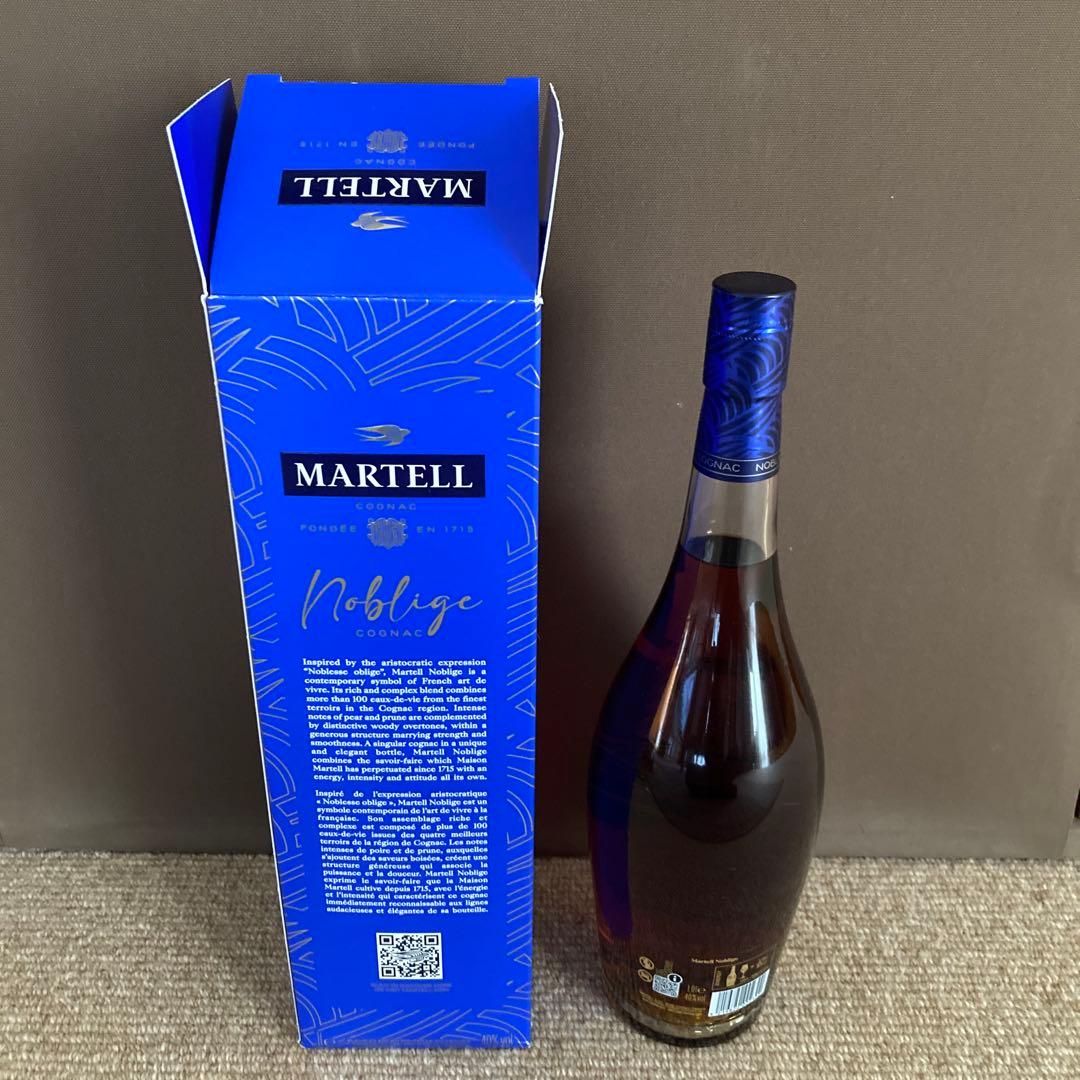 FONDÉE EN 1715
COGNAC
MARTELL
MARTELL
COGNAC
FONDÉE EN 1715
Noblige
COGNAC
Inspired by the aristocratic expression
"Noblesse oblige", Martell Noblige is a
contemporary symbol of French art de
vivre. Its rich and complex blend combines
more than 100 eaux-de-vie from the finest
terroirs in the Cognac region. Intense
notes of pear and prune are complemented
by distinctive woody overtones, within a
generous structure marrying strength and
smoothness. A singular cognac in a unique
and elegant bottle, Martell Noblige
combines the savoir-faire which Maison
Martell has perpetuated since 1715 with an
energy, intensity and attitude all its own.
Inspiré de l'expression aristocratique
« Noblesse oblige », Martell Noblige est un
symbole contemporain de l'art de vivre à la
française. Son assemblage riche et
complexe est composé de plus de 100
eaux-de-vie issues des quatre meilleurs
terroirs de la région de Cognac. Les notes
intenses de poire et de prune, auxquelles
s'ajoutent des saveurs boisées, créent une
structure généreuse qui associe la
puissance et la douceur. Martell Noblige
exprime le savoir-faire que la Maison
Martell cultive depuis 1715, avec l'énergie
et l'intensité qui caractérisent ce cognac
immédiatement reconnaissable aux lignes
audacieuses et élégantes de sa bouteille.
40% vol
COGNAC NOBL
Martell Noblige
1.0l e
40%vol